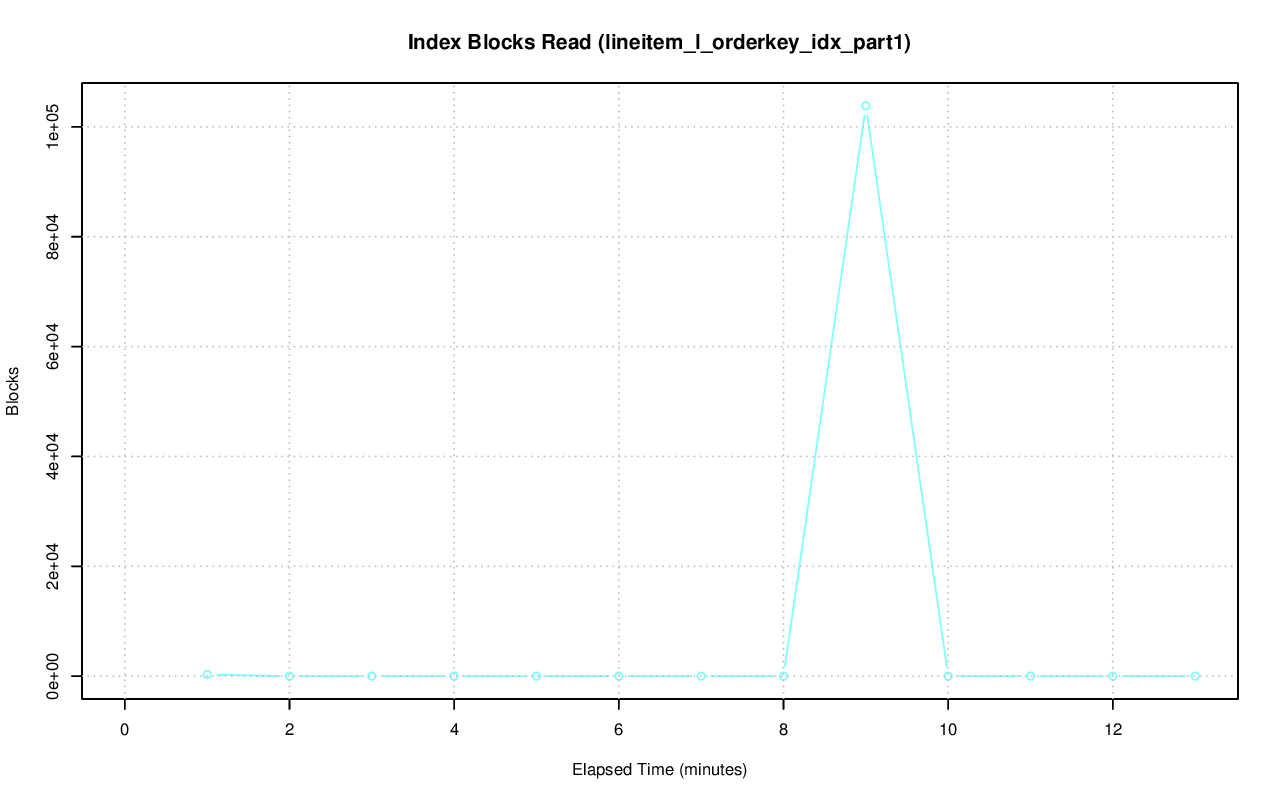 Index Blocks Read (lineitem_l_orderkey_idx_part1)
1e+05
8e+04
6e+04
4e+04
2e+04
0e+00
Blocks
0 2 4 6 8 10 12
Elapsed Time (minutes)